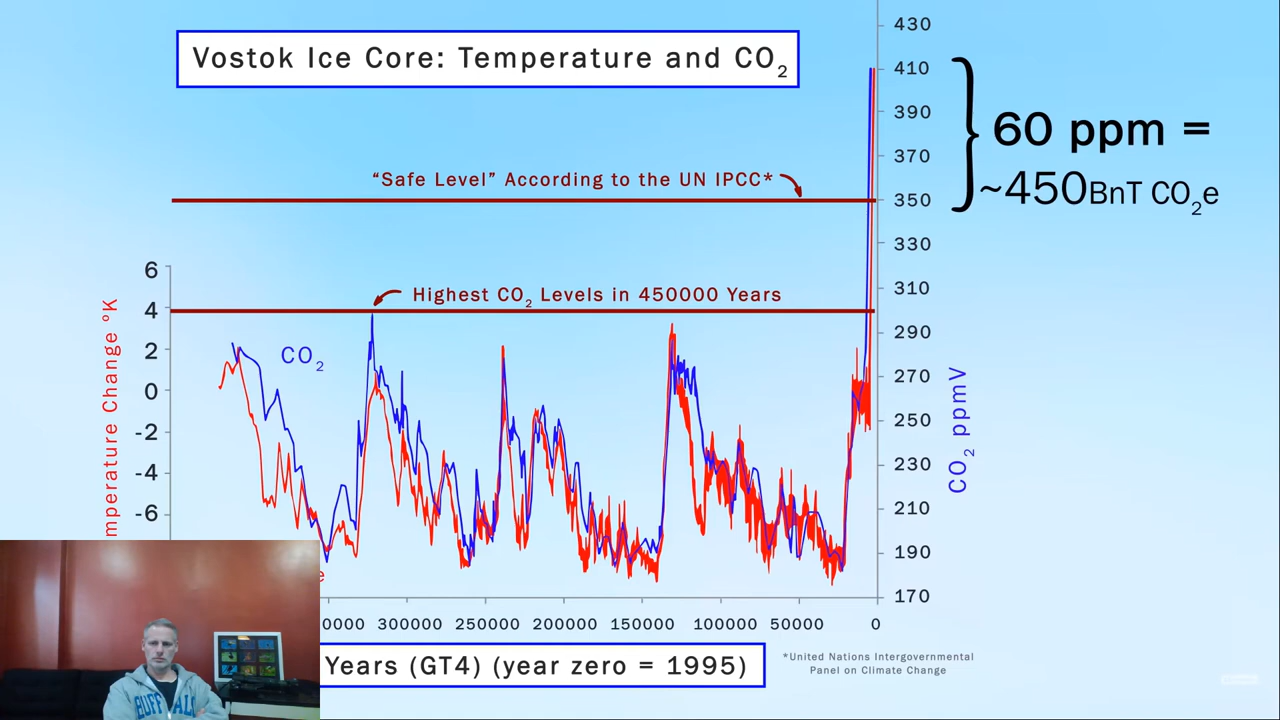 Vostok Ice Core: Temperature and CO₂
430
410
390
370
350
330
310
290
270
250
230
210
190
170
60 ppm =
~450BnT CO₂e
"Safe Level" According to the UN IPCC*
Highest CO₂ Levels in 450000 Years
6
4
2
0
-2
-4
-6
Change °K
CO₂
CO₂ ppmV
300000 250000 200000 150000 100000 50000 0
Years (GT4) (year zero = 1995)
*United Nations Intergovernmental
Panel on Climate Change
BUFFALO